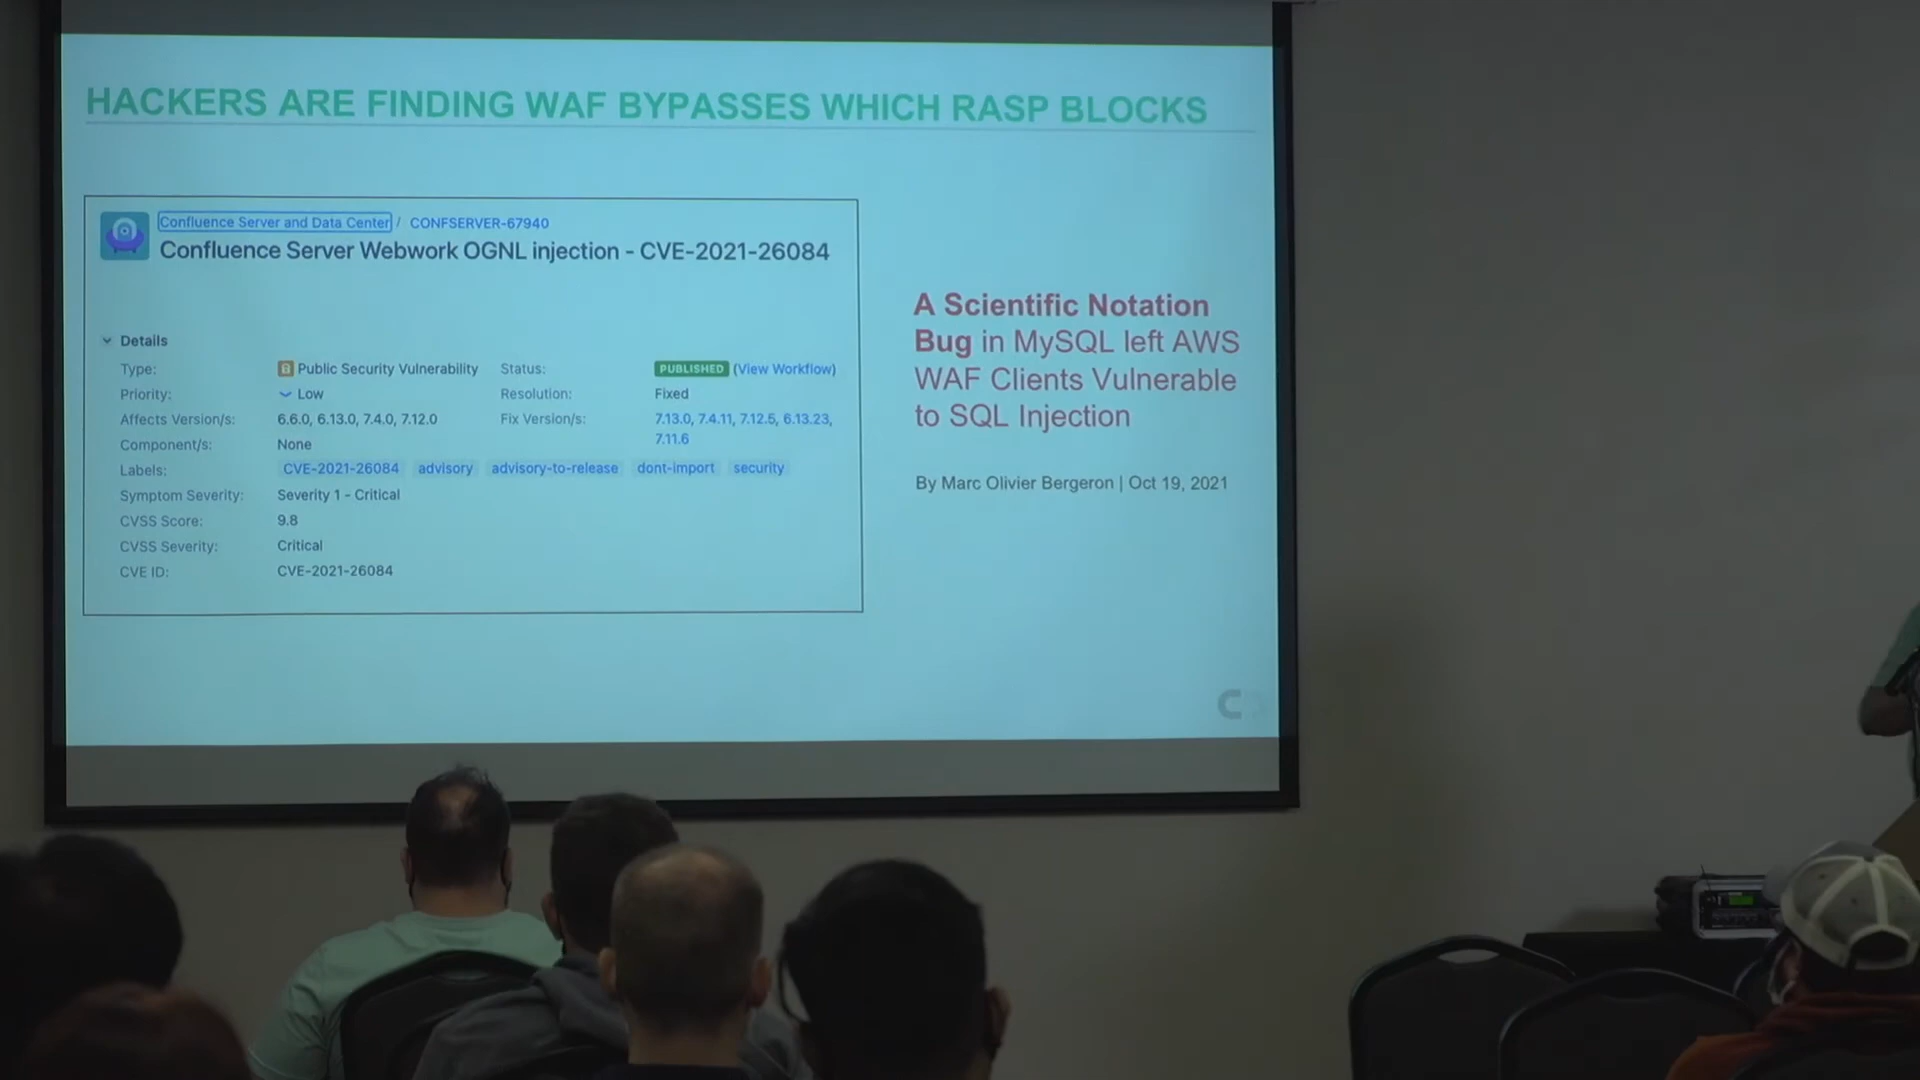 HACKERS ARE FINDING WAF BYPASSES WHICH RASP BLOCKS
Confluence Server and Data Center / CONFSERVER-67940
Confluence Server Webwork OGNL injection - CVE-2021-26084
Details
Type: Public Security Vulnerability Status: PUBLISHED (View Workflow)
Priority: Low Resolution: Fixed
Affects Version/s: 6.6.0, 6.13.0, 7.4.0, 7.12.0 Fix Version/s: 7.13.0, 7.4.11, 7.12.5, 6.13.23,
7.11.6
Component/s: None
Labels: CVE-2021-26084 advisory advisory-to-release dont-import security
Symptom Severity: Severity 1 - Critical
CVSS Score: 9.8
CVSS Severity: Critical
CVE ID: CVE-2021-26084
A Scientific Notation
Bug in MySQL left AWS
WAF Clients Vulnerable
to SQL Injection
By Marc Olivier Bergeron | Oct 19, 2021